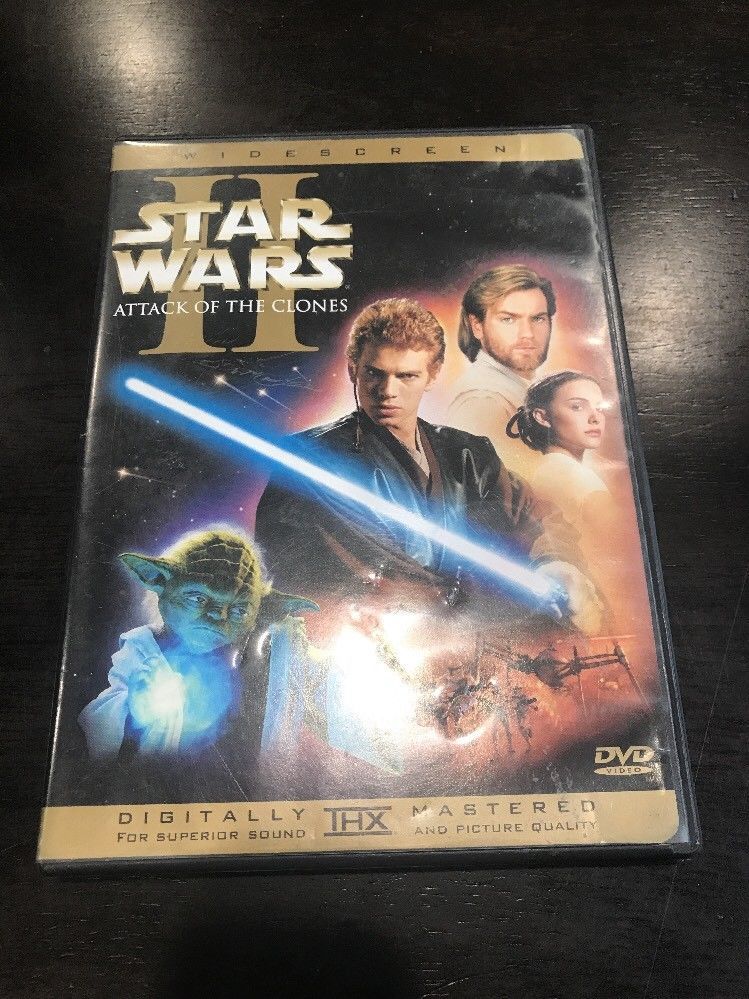 WIDESCREEN
II
STAR
WARS
ATTACK OF THE CLONES
DVD
VIDEO
DIGITALLY THX MASTERED
FOR SUPERIOR SOUND AND PICTURE QUALITY